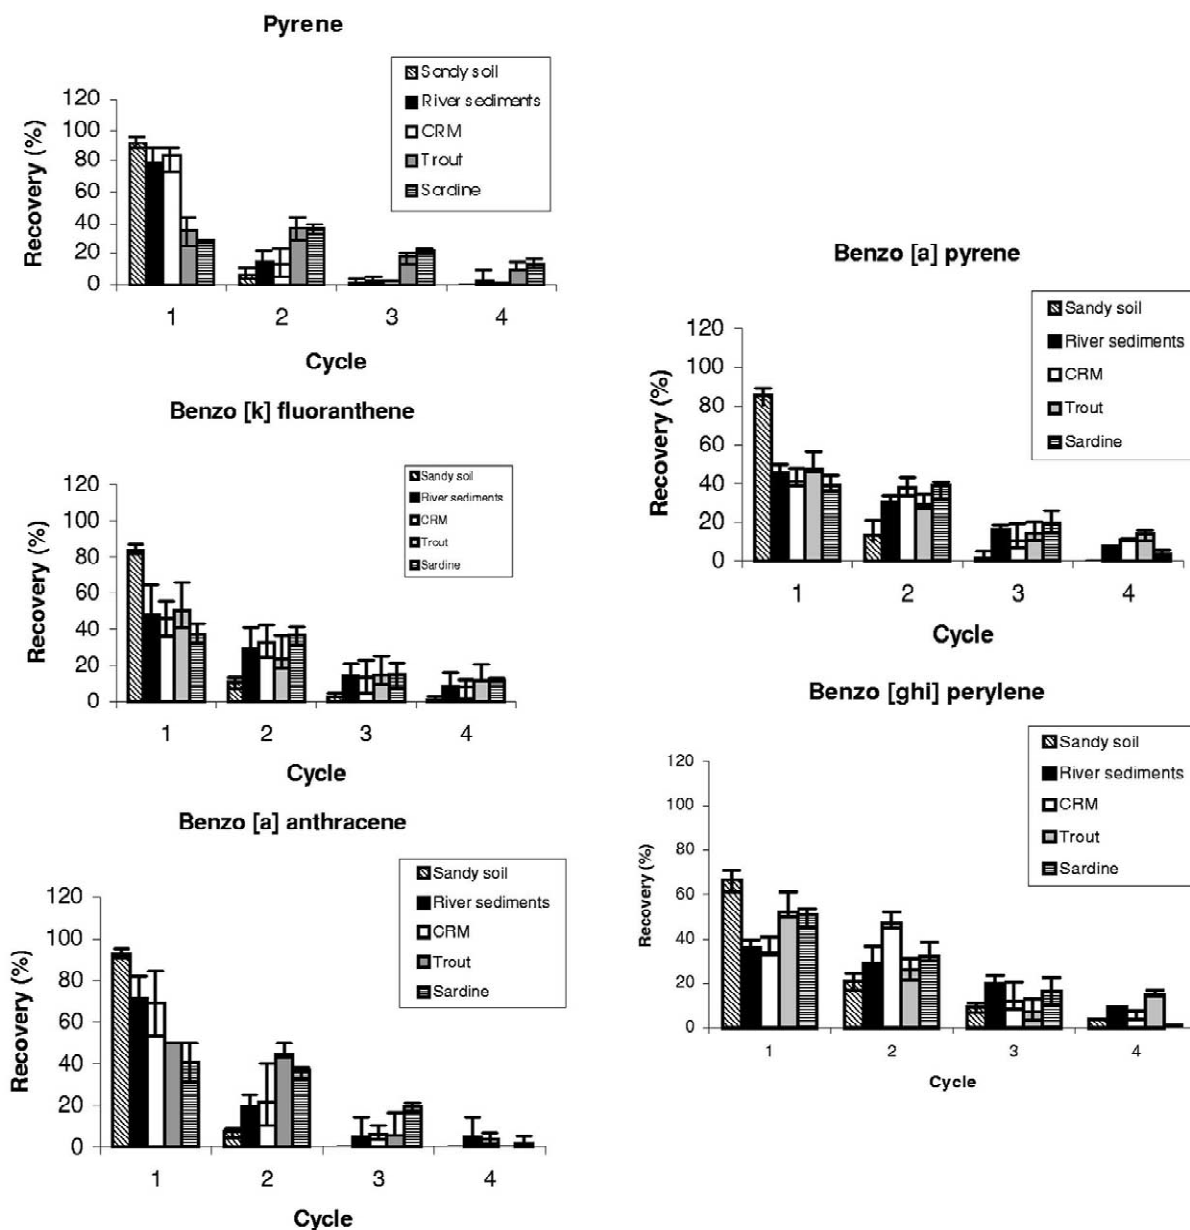 Pyrene
Sandy soil
River sediments
CRM
Trout
Sardine
Recovery (%)
120
100
80
60
40
20
0
1 2 3 4
Cycle
Benzo [k] fluoranthene
Sandy soil
River sediments
CRM
Trout
Sardine
Recovery (%)
120
100
80
60
40
20
0
1 2 3 4
Cycle
Benzo [a] anthracene
Sandy soil
River sediments
CRM
Trout
Sardine
Recovery (%)
120
100
80
60
40
20
0
1 2 3 4
Cycle
Benzo [a] pyrene
Sandy soil
River sediments
CRM
Trout
Sardine
Recovery (%)
120
100
80
60
40
20
0
1 2 3 4
Cycle
Benzo [ghi] perylene
Sandy soil
River sediments
CRM
Trout
Sardine
Recovery (%)
120
100
80
60
40
20
0
1 2 3 4
Cycle